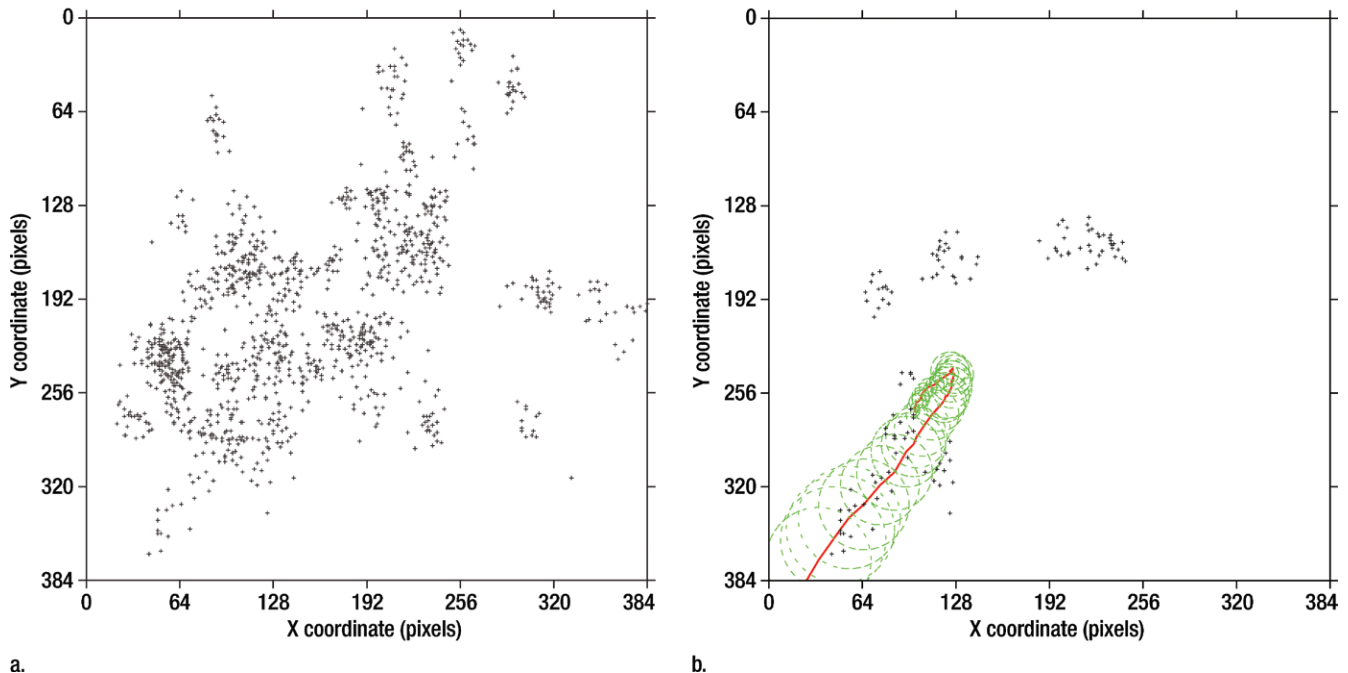 0
64
128
192
256
320
384
Y coordinate (pixels)
0 64 128 192 256 320 384
X coordinate (pixels)
a.
0
64
128
192
256
320
384
Y coordinate (pixels)
0 64 128 192 256 320 384
X coordinate (pixels)
b.